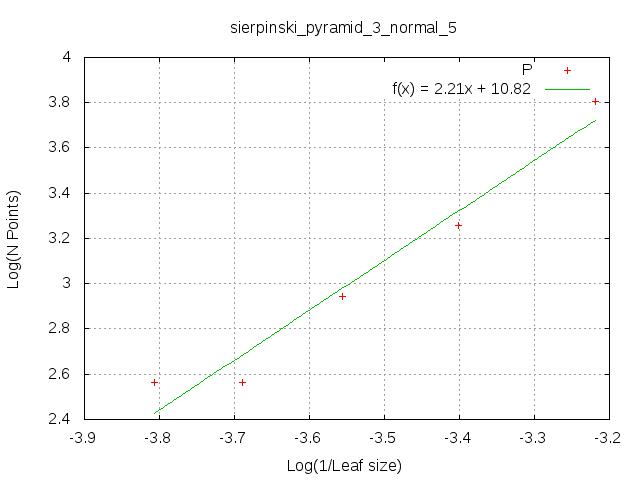 sierpinski_pyramid_3_normal_5
P
f(x) = 2.21x + 10.82
Log(N Points)
4
3.8
3.6
3.4
3.2
3
2.8
2.6
2.4
-3.9 -3.8 -3.7 -3.6 -3.5 -3.4 -3.3 -3.2
Log(1/Leaf size)